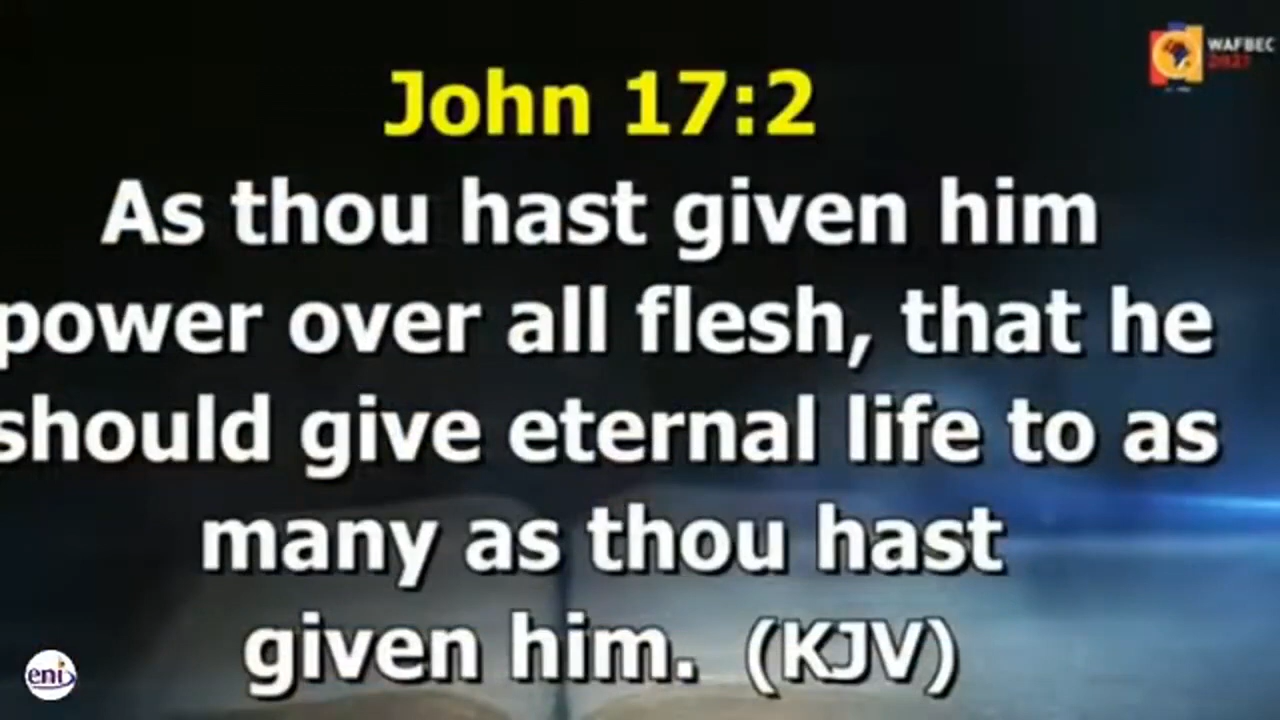 WAFBEC
John 17:2
As thou hast given him
power over all flesh, that he
should give eternal life to as
many as thou hast
given him. (KJV)
eni